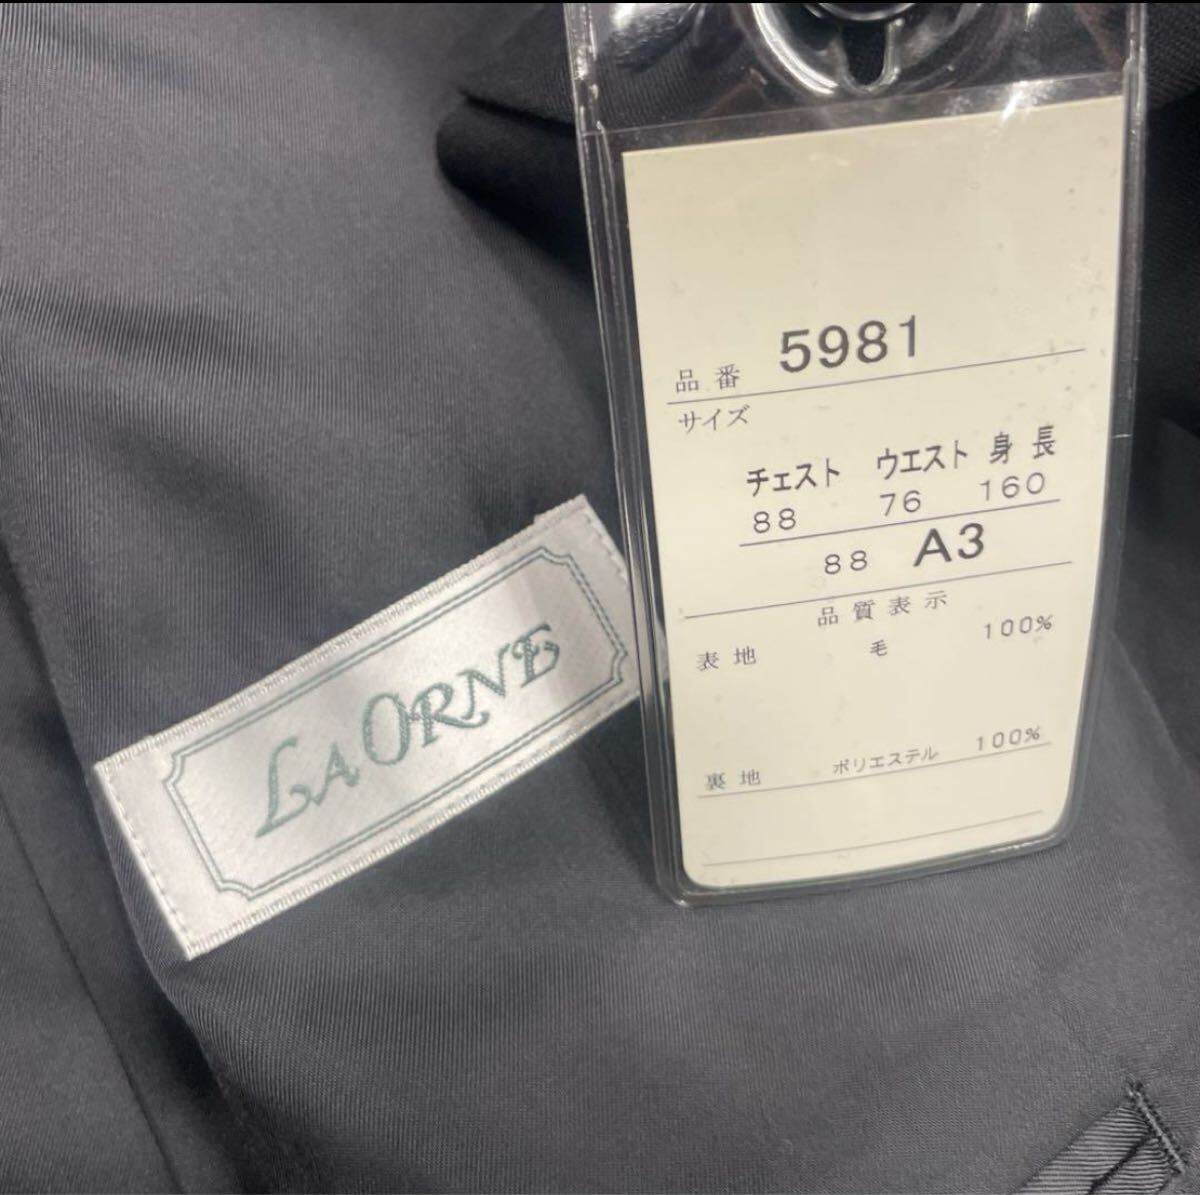 品番 5981
サイズ
チェスト ウエスト 身長
88 76 160
88 A3
品質表示
表地 毛 100%
裏地 ポリエステル 100%
LA ORNE